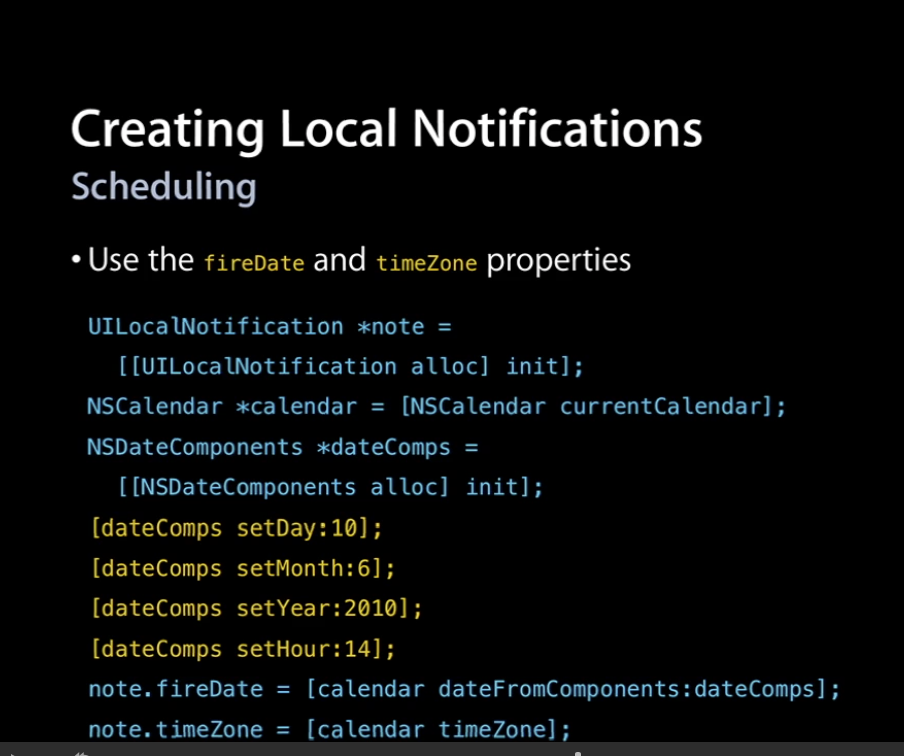 Creating Local Notifications
Scheduling
• Use the fireDate and timeZone properties
UILocalNotification *note =
[[UILocalNotification alloc] init];
NSCalendar *calendar = [NSCalendar currentCalendar];
NSDateComponents *dateComps =
[[NSDateComponents alloc] init];
[dateComps setDay:10];
[dateComps setMonth:6];
[dateComps setYear:2010];
[dateComps setHour:14];
note.fireDate = [calendar dateFromComponents:dateComps];
note.timeZone = [calendar timeZone];